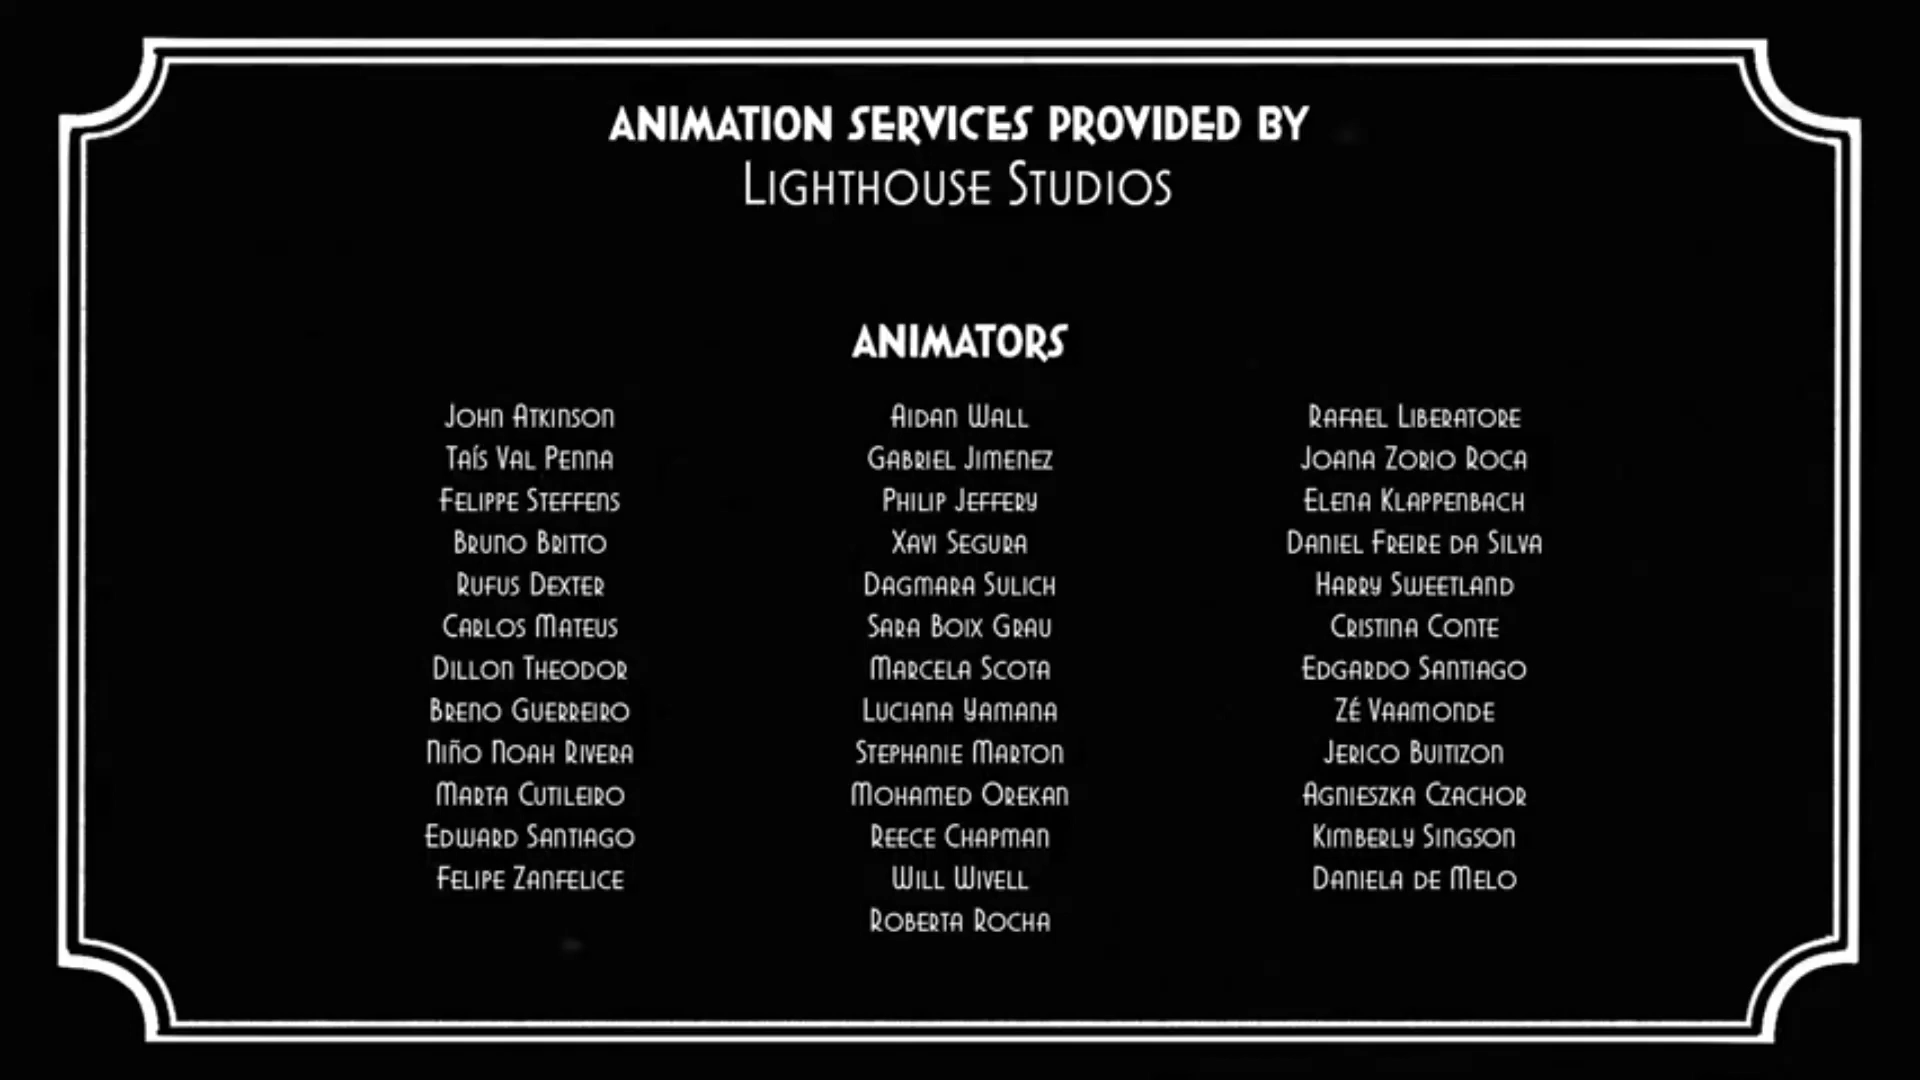 ANIMATION SERVICES PROVIDED BY
LIGHTHOUSE STUDIOS
ANIMATORS
JOHN ATKINSON
TAÍS VAL PENNA
FELIPPE STEFFENS
BRUNO BRITTO
RUFUS DEXTER
CARLOS MATEUS
DILLON THEODOR
BRENO GUERREIRO
NIÑO NOAH RIVERA
MARTA CUTILEIRO
EDWARD SANTIAGO
FELIPE ZANFELICE
AIDAN WALL
GABRIEL JIMENEZ
PHILIP JEFFERY
XAVI SEGURA
DAGMARA SULICH
SARA BOIX GRAU
MARCELA SCOTA
LUCIANA YAMANA
STEPHANIE MARTON
MOHAMED OREKAN
REECE CHAPMAN
WILL WIVELL
ROBERTA ROCHA
RAFAEL LIBERATORE
JOANA ZORIO ROCA
ELENA KLAPPENBACH
DANIEL FREIRE DA SILVA
HARRY SWEETLAND
CRISTINA CONTE
EDGARDO SANTIAGO
ZÉ VAAMONDE
JERICO BUITIZON
AGNIESZKA CZACHOR
KIMBERLY SINGSON
DANIELA DE MELO